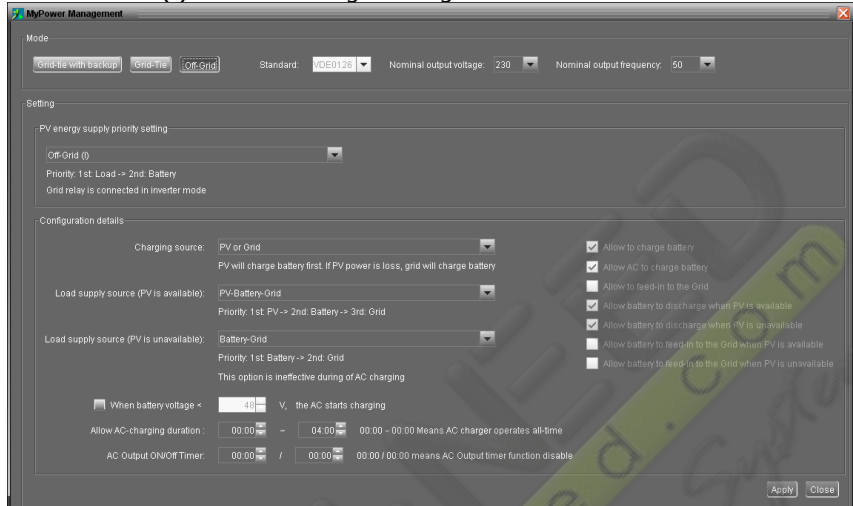 MyPower Management
Mode
Grid-tie with backup Grid-Tie Off-Grid Standard: VDE0126 Nominal output voltage: 230 Nominal output frequency: 50
Setting
PV energy supply priority setting
Off-Grid (I)
Priority: 1st: Load -> 2nd: Battery
Grid relay is connected in inverter mode
Configuration details
Charging source: PV or Grid
PV will charge battery first. If PV power is loss, grid will charge battery
Load supply source (PV is available): PV-Battery-Grid
Priority: 1st: PV -> 2nd: Battery -> 3rd: Grid
Load supply source (PV is unavailable): Battery-Grid
Priority: 1st: Battery -> 2nd: Grid
This option is ineffective during of AC charging
When battery voltage < 48 V, the AC starts charging
Allow AC-charging duration : 00:00 ~ 04:00 00:00 - 00:00 Means AC charger operates all-time
AC Output ON/Off Timer: 00:00 / 00:00 00:00 / 00:00 means AC Output timer function disable
Allow to charge battery
Allow AC to charge battery
Allow to feed-in to the Grid
Allow battery to discharge when PV is available
Allow battery to discharge when PV is unavailable
Allow battery to feed-in to the Grid when PV is available
Allow battery to feed-in to the Grid when PV is unavailable
Apply Close